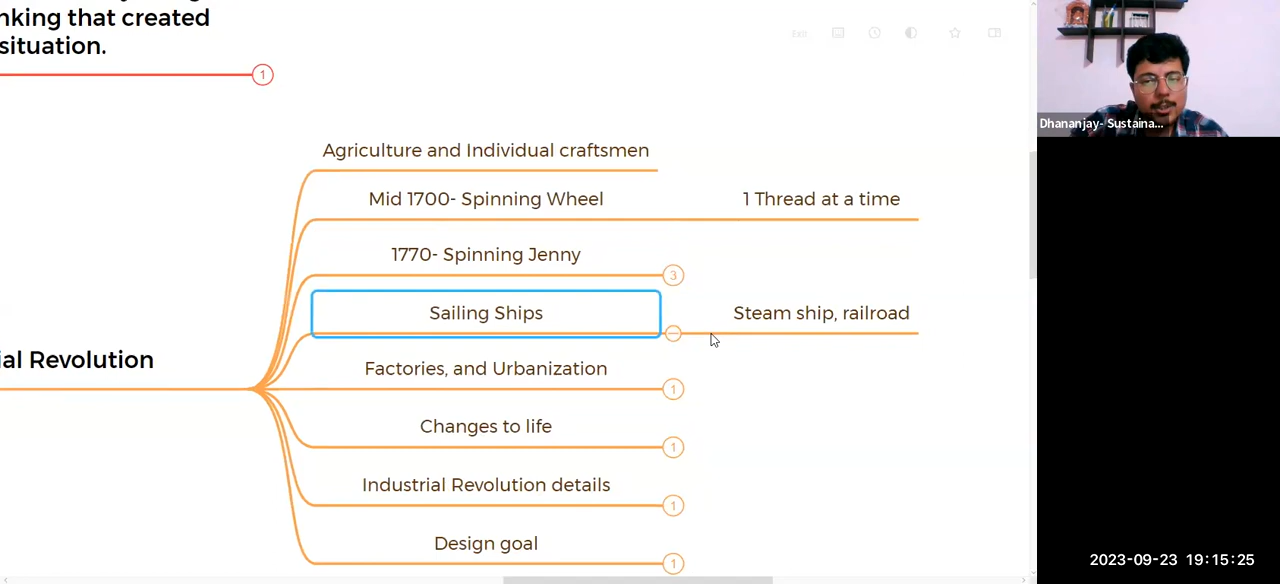 nking that created
situation.
1
Exit
Agriculture and Individual craftsmen
Mid 1700- Spinning Wheel
1 Thread at a time
1770- Spinning Jenny
3
Sailing Ships
Steam ship, railroad
ial Revolution
Factories, and Urbanization
1
Changes to life
1
Industrial Revolution details
1
Design goal
1
Dhananjay- Sustaina...
2023-09-23 19:15:25